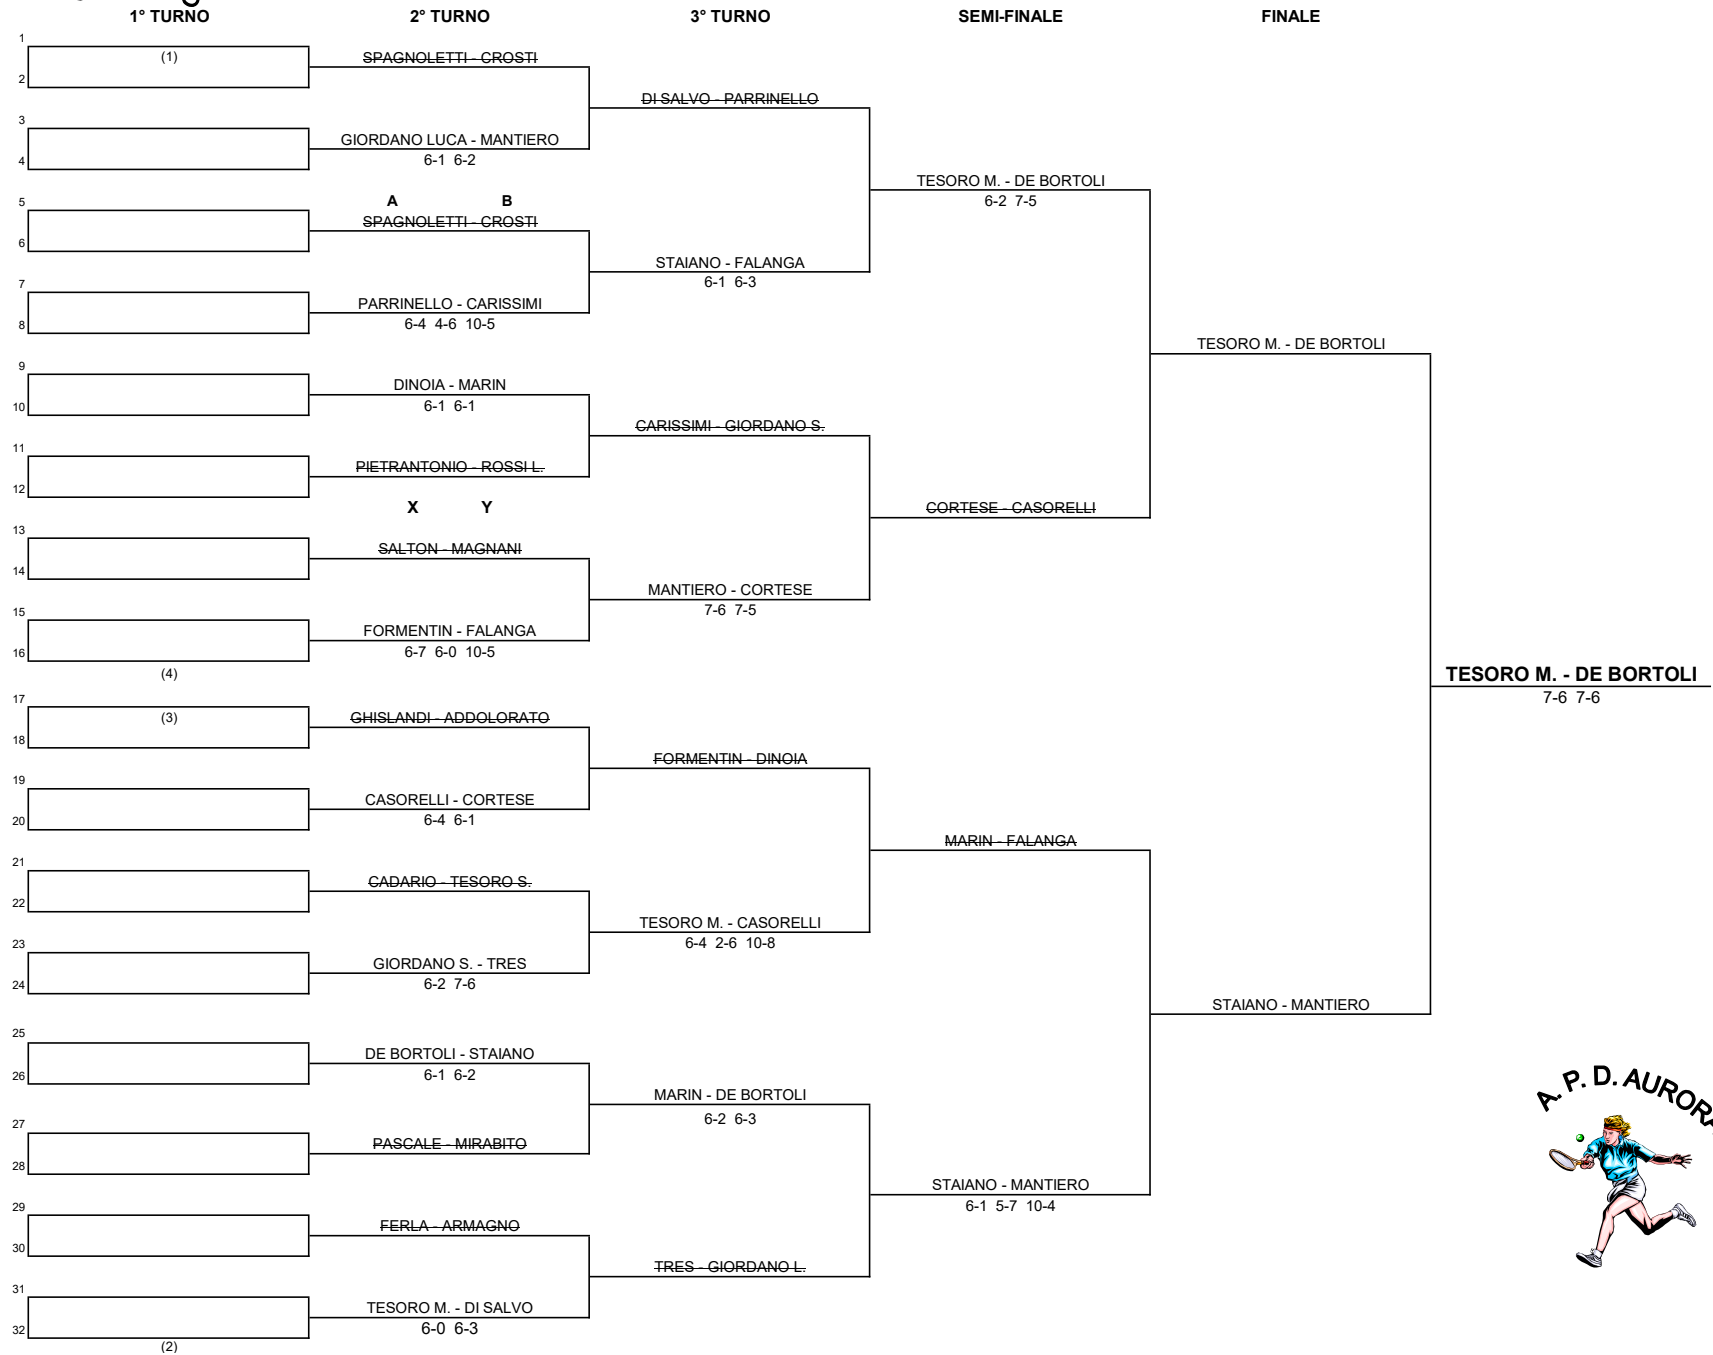 1° TURNO 2° TURNO 3° TURNO SEMI-FINALE FINALE
1
(1) SPAGNOLETTI - CROSTI
2
DI SALVO - PARRINELLO
3
GIORDANO LUCA - MANTIERO
4
6-1 6-2
TESORO M. - DE BORTOLI
5 A B 6-2 7-5
SPAGNOLETTI - CROSTI
6
STAIANO - FALANGA
7 6-1 6-3
PARRINELLO - CARISSIMI
8 6-4 4-6 10-5
TESORO M. - DE BORTOLI
9
DINOIA - MARIN
10 6-1 6-1
CARISSIMI - GIORDANO S.
11
PIETRANTONIO - ROSSI L.
12
X Y CORTESE - CASORELLI
13
SALTON - MAGNANI
14
MANTIERO - CORTESE
15 7-6 7-5
FORMENTIN - FALANGA
16 6-7 6-0 10-5
(4) TESORO M. - DE BORTOLI
17 7-6 7-6
(3) GHISLANDI - ADDOLORATO
18
FORMENTIN - DINOIA
19
CASORELLI - CORTESE
20 6-4 6-1
MARIN - FALANGA
21
CADARIO - TESORO S.
22
TESORO M. - CASORELLI
23 6-4 2-6 10-8
GIORDANO S. - TRES
24 6-2 7-6
STAIANO - MANTIERO
25
DE BORTOLI - STAIANO
26 6-1 6-2
MARIN - DE BORTOLI
6-2 6-3
27
PASCALE - MIRABITO
28
STAIANO - MANTIERO
29 6-1 5-7 10-4
FERLA - ARMAGNO
30
TRES - GIORDANO L.
31
TESORO M. - DI SALVO
32 6-0 6-3
(2)
A. P. D. AURORA